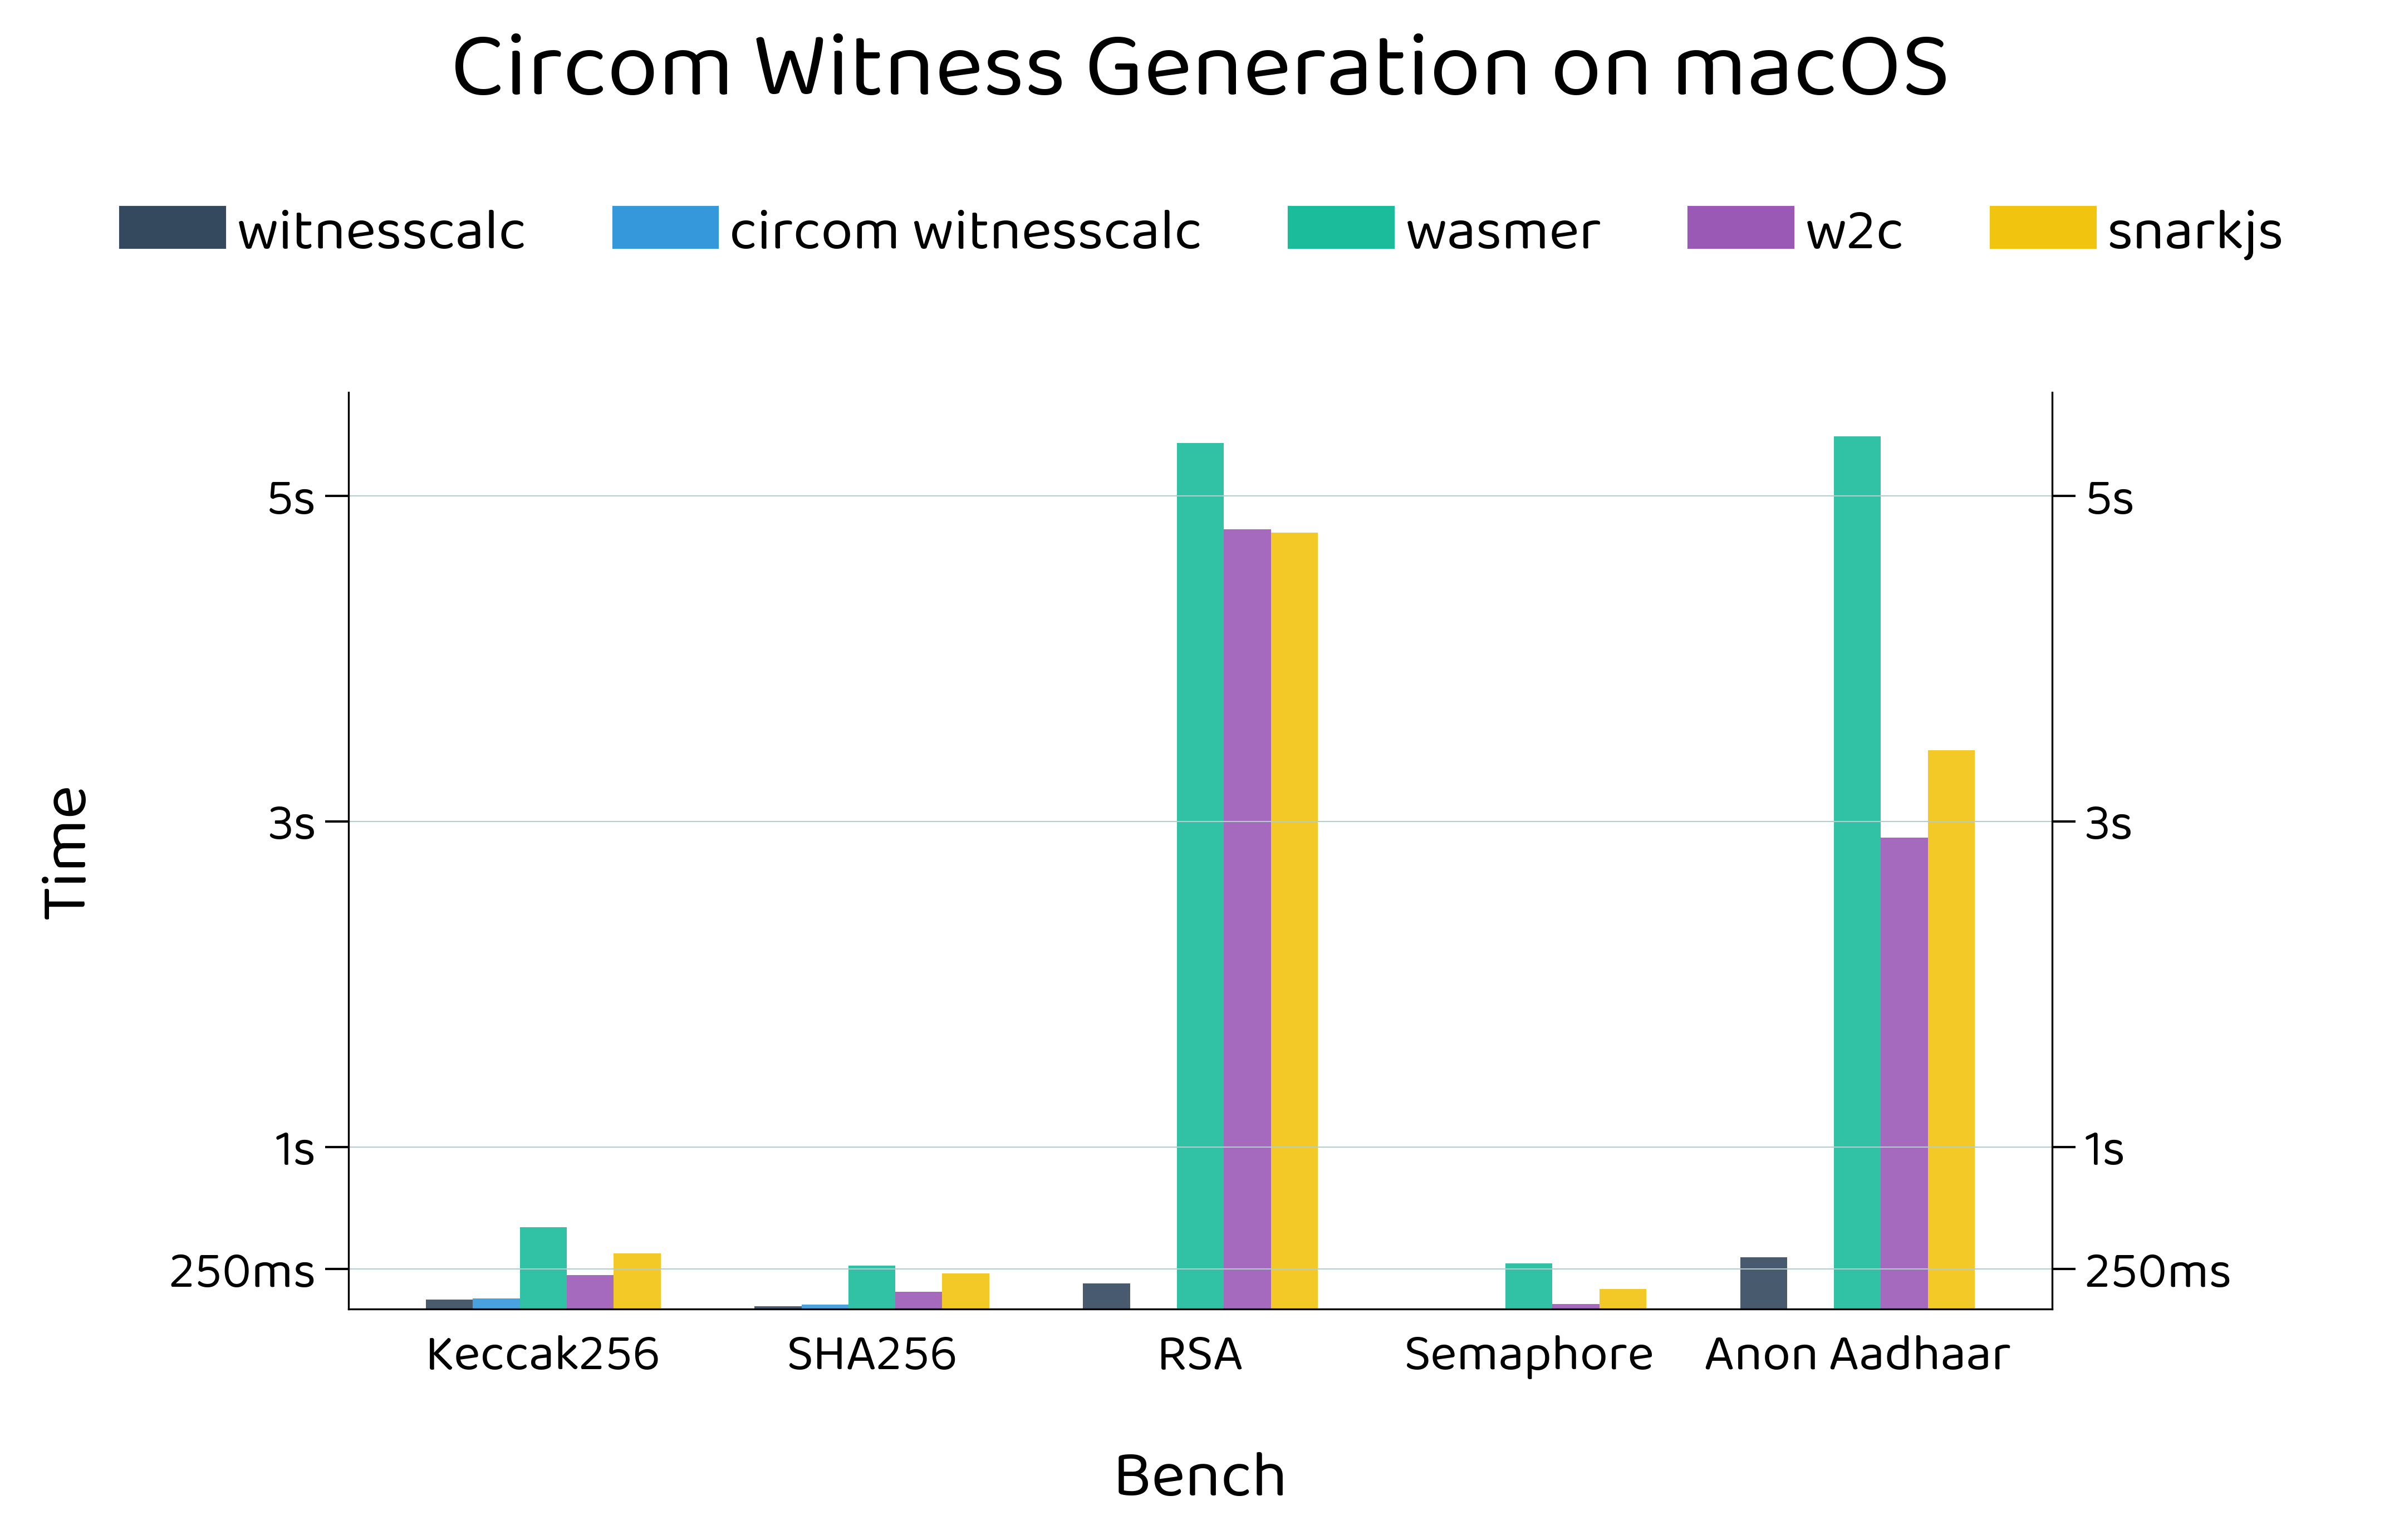 Circom Witness Generation on macOS
witnesscalc circom witnesscalc wasmer w2c snarkjs
5s 5s
3s 3s
Time
1s 1s
250ms 250ms
Keccak256 SHA256 RSA Semaphore Anon Aadhaar
Bench